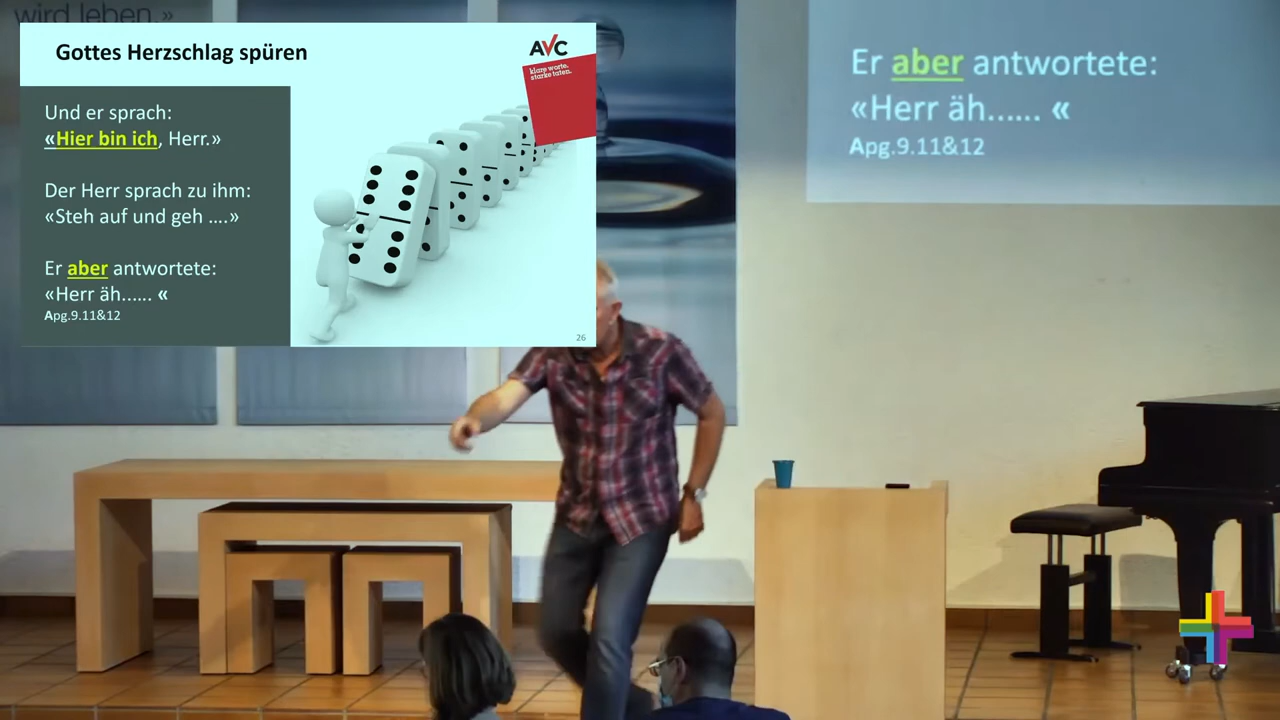 wird leben.»
Gottes Herzschlag spüren
AVC
klare worte.
starke taten.
Und er sprach:
«Hier bin ich, Herr.»
Der Herr sprach zu ihm:
«Steh auf und geh ....»
Er aber antwortete:
«Herr äh...... «
Apg.9.11&12
26
Er aber antwortete:
«Herr äh...... «
Apg.9.11&12